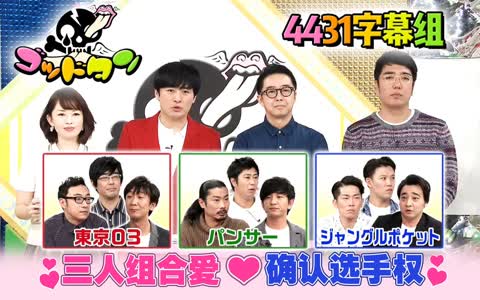 ゴッドタン
4431字幕组
東京03
パンサー
ジャングルポケット
三人组合爱❤确认选手权